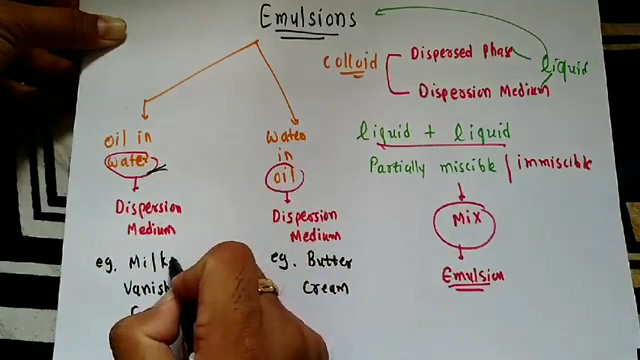 Emulsions
colloid
Dispersed Phase
liquid
Dispersion Medium
oil in
water
water
in
oil
liquid + liquid
Partially miscible | immiscible
Mix
Emulsion
Dispersion
Medium
Dispersion
Medium
eg. Milk
eg. Butter
Cream